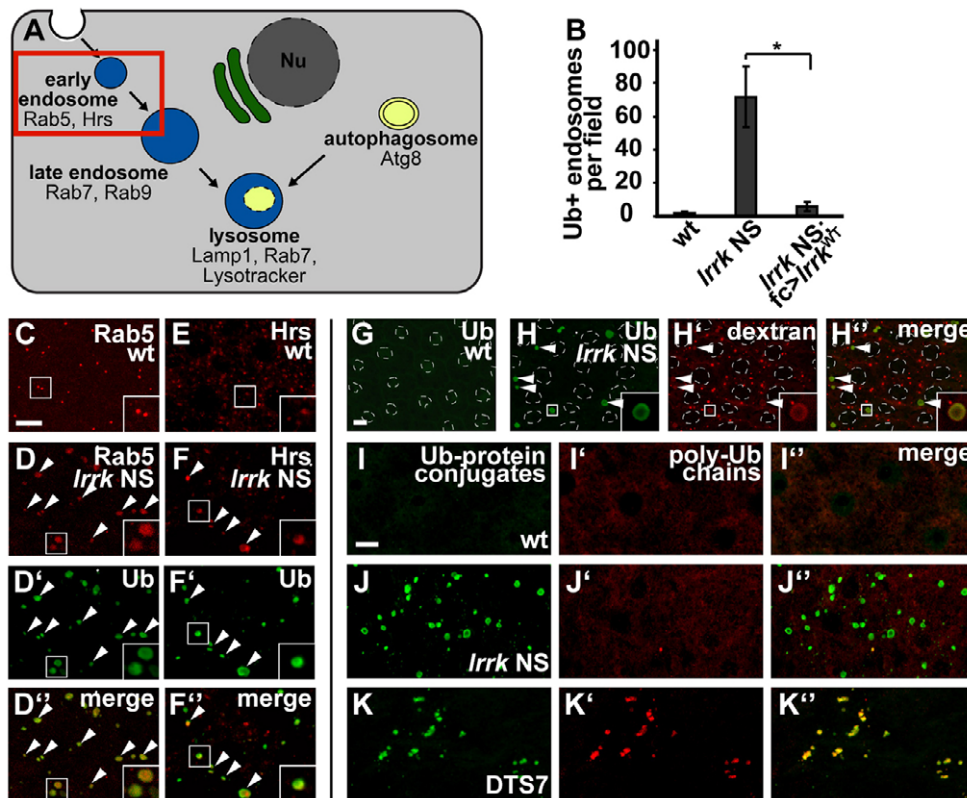 A
Nu
early
endosome
Rab5, Hrs
late endosome
Rab7, Rab9
autophagosome
Atg8
lysosome
Lamp1, Rab7,
Lysotracker
B
Ub+ endosomes
per field
100
80
60
40
20
0
*
wt
lrrk NS
lrrk NS;
fc>lrrkWT
C Rab5
wt
E Hrs
wt
D Rab5
lrrk NS
F Hrs
lrrk NS
D' Ub
F' Ub
D'' merge
F'' merge
G Ub
wt
H Ub
lrrk NS
H' dextran
H'' merge
I Ub-protein
conjugates
wt
I' poly-Ub
chains
I'' merge
J
lrrk NS
J'
J''
K
DTS7
K'
K''